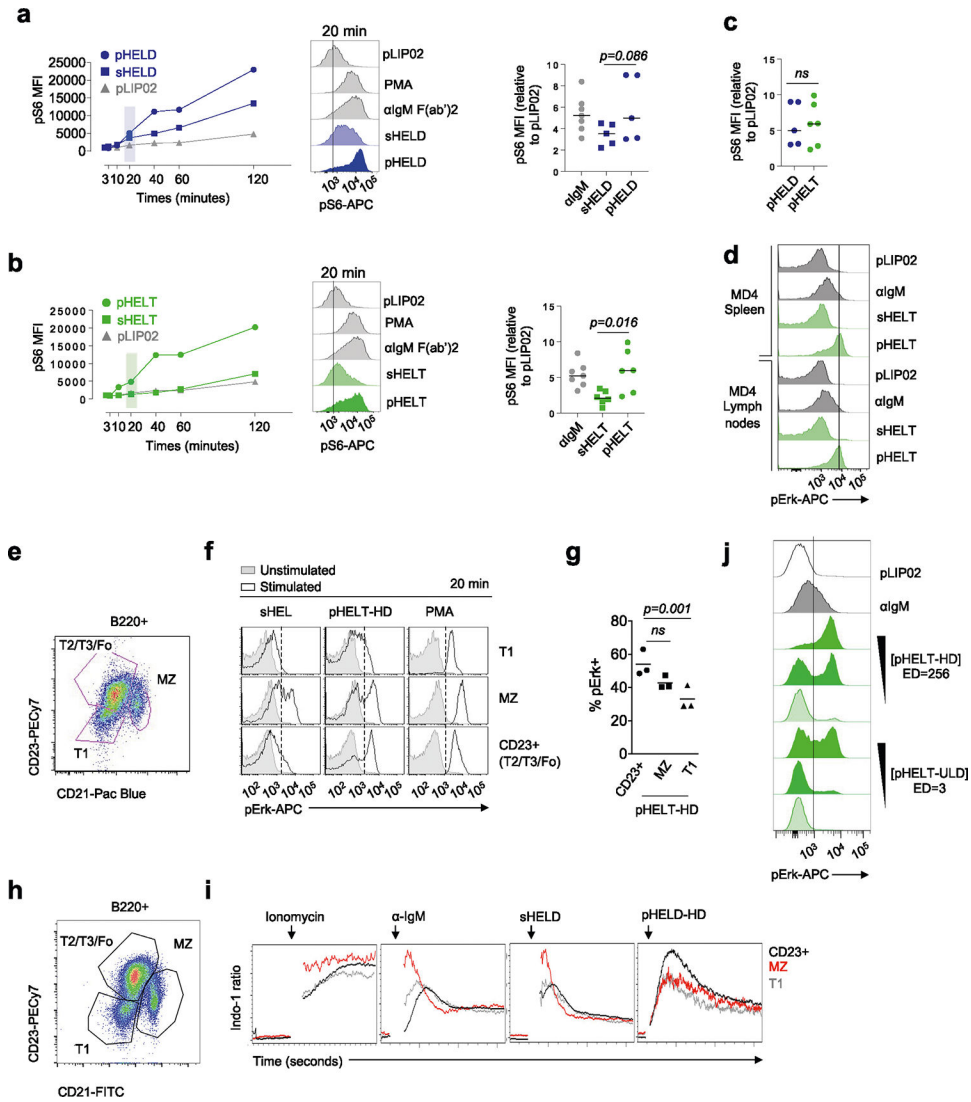 a
pS6 MFI
25000
20000
15000
10000
5000
0
pHELD
sHELD
pLIP02
3 10 20 40 60 120
Times (minutes)
20 min
pLIP02
PMA
αIgM F(ab')2
sHELD
pHELD
10³ 10⁴ 10⁵
pS6-APC
pS6 MFI (relative
to pLIP02)
10
8
6
4
2
0
p=0.086
αIgM
sHELD
pHELD
c
pS6 MFI (relative
to pLIP02)
15
10
5
0
ns
pHELD
pHELT
b
pS6 MFI
25000
20000
15000
10000
5000
0
pHELT
sHELT
pLIP02
3 10 20 40 60 120
Times (minutes)
20 min
pLIP02
PMA
αIgM F(ab')2
sHELT
pHELT
10³ 10⁴ 10⁵
pS6-APC
pS6 MFI (relative
to pLIP02)
15
10
5
0
p=0.016
αIgM
sHELT
pHELT
d
MD4
Spleen
MD4
Lymph
nodes
pLIP02
αIgM
sHELT
pHELT
pLIP02
αIgM
sHELT
pHELT
10³ 10⁴ 10⁵
pErk-APC
e
B220+
T2/T3/Fo
MZ
T1
CD23-PECy7
CD21-Pac Blue
f
Unstimulated
Stimulated
20 min
sHEL pHELT-HD PMA
T1
MZ
CD23+
(T2/T3/Fo)
10² 10³ 10⁴ 10⁵ 10² 10³ 10⁴ 10⁵ 10² 10³ 10⁴ 10⁵
pErk-APC
g
p=0.001
ns
% pErk+
80
60
40
20
0
CD23+
MZ
T1
pHELT-HD
j
pLIP02
αIgM
[pHELT-HD]
ED=256
[pHELT-ULD]
ED=3
10³ 10⁴ 10⁵
pErk-APC
h
B220+
T2/T3/Fo
MZ
T1
CD23-PECy7
CD21-FITC
i
Ionomycin α-IgM sHELD pHELD-HD
Indo-1 ratio
CD23+
MZ
T1
Time (seconds)